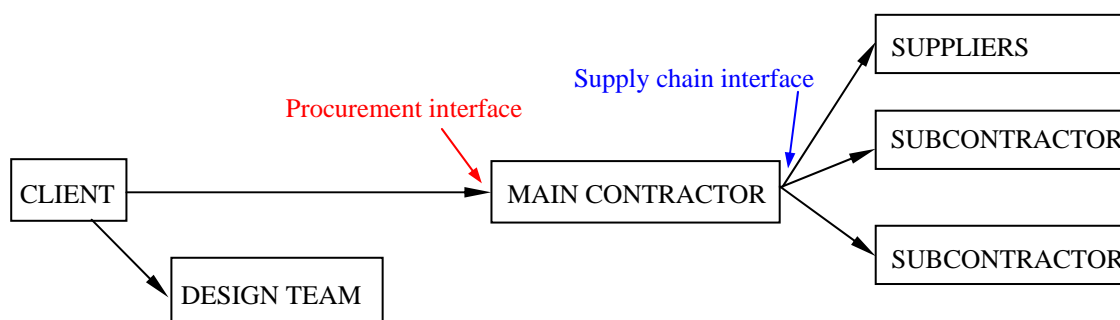 SUPPLIERS
Supply chain interface
Procurement interface
SUBCONTRACTOR
CLIENT
MAIN CONTRACTOR
SUBCONTRACTOR
DESIGN TEAM